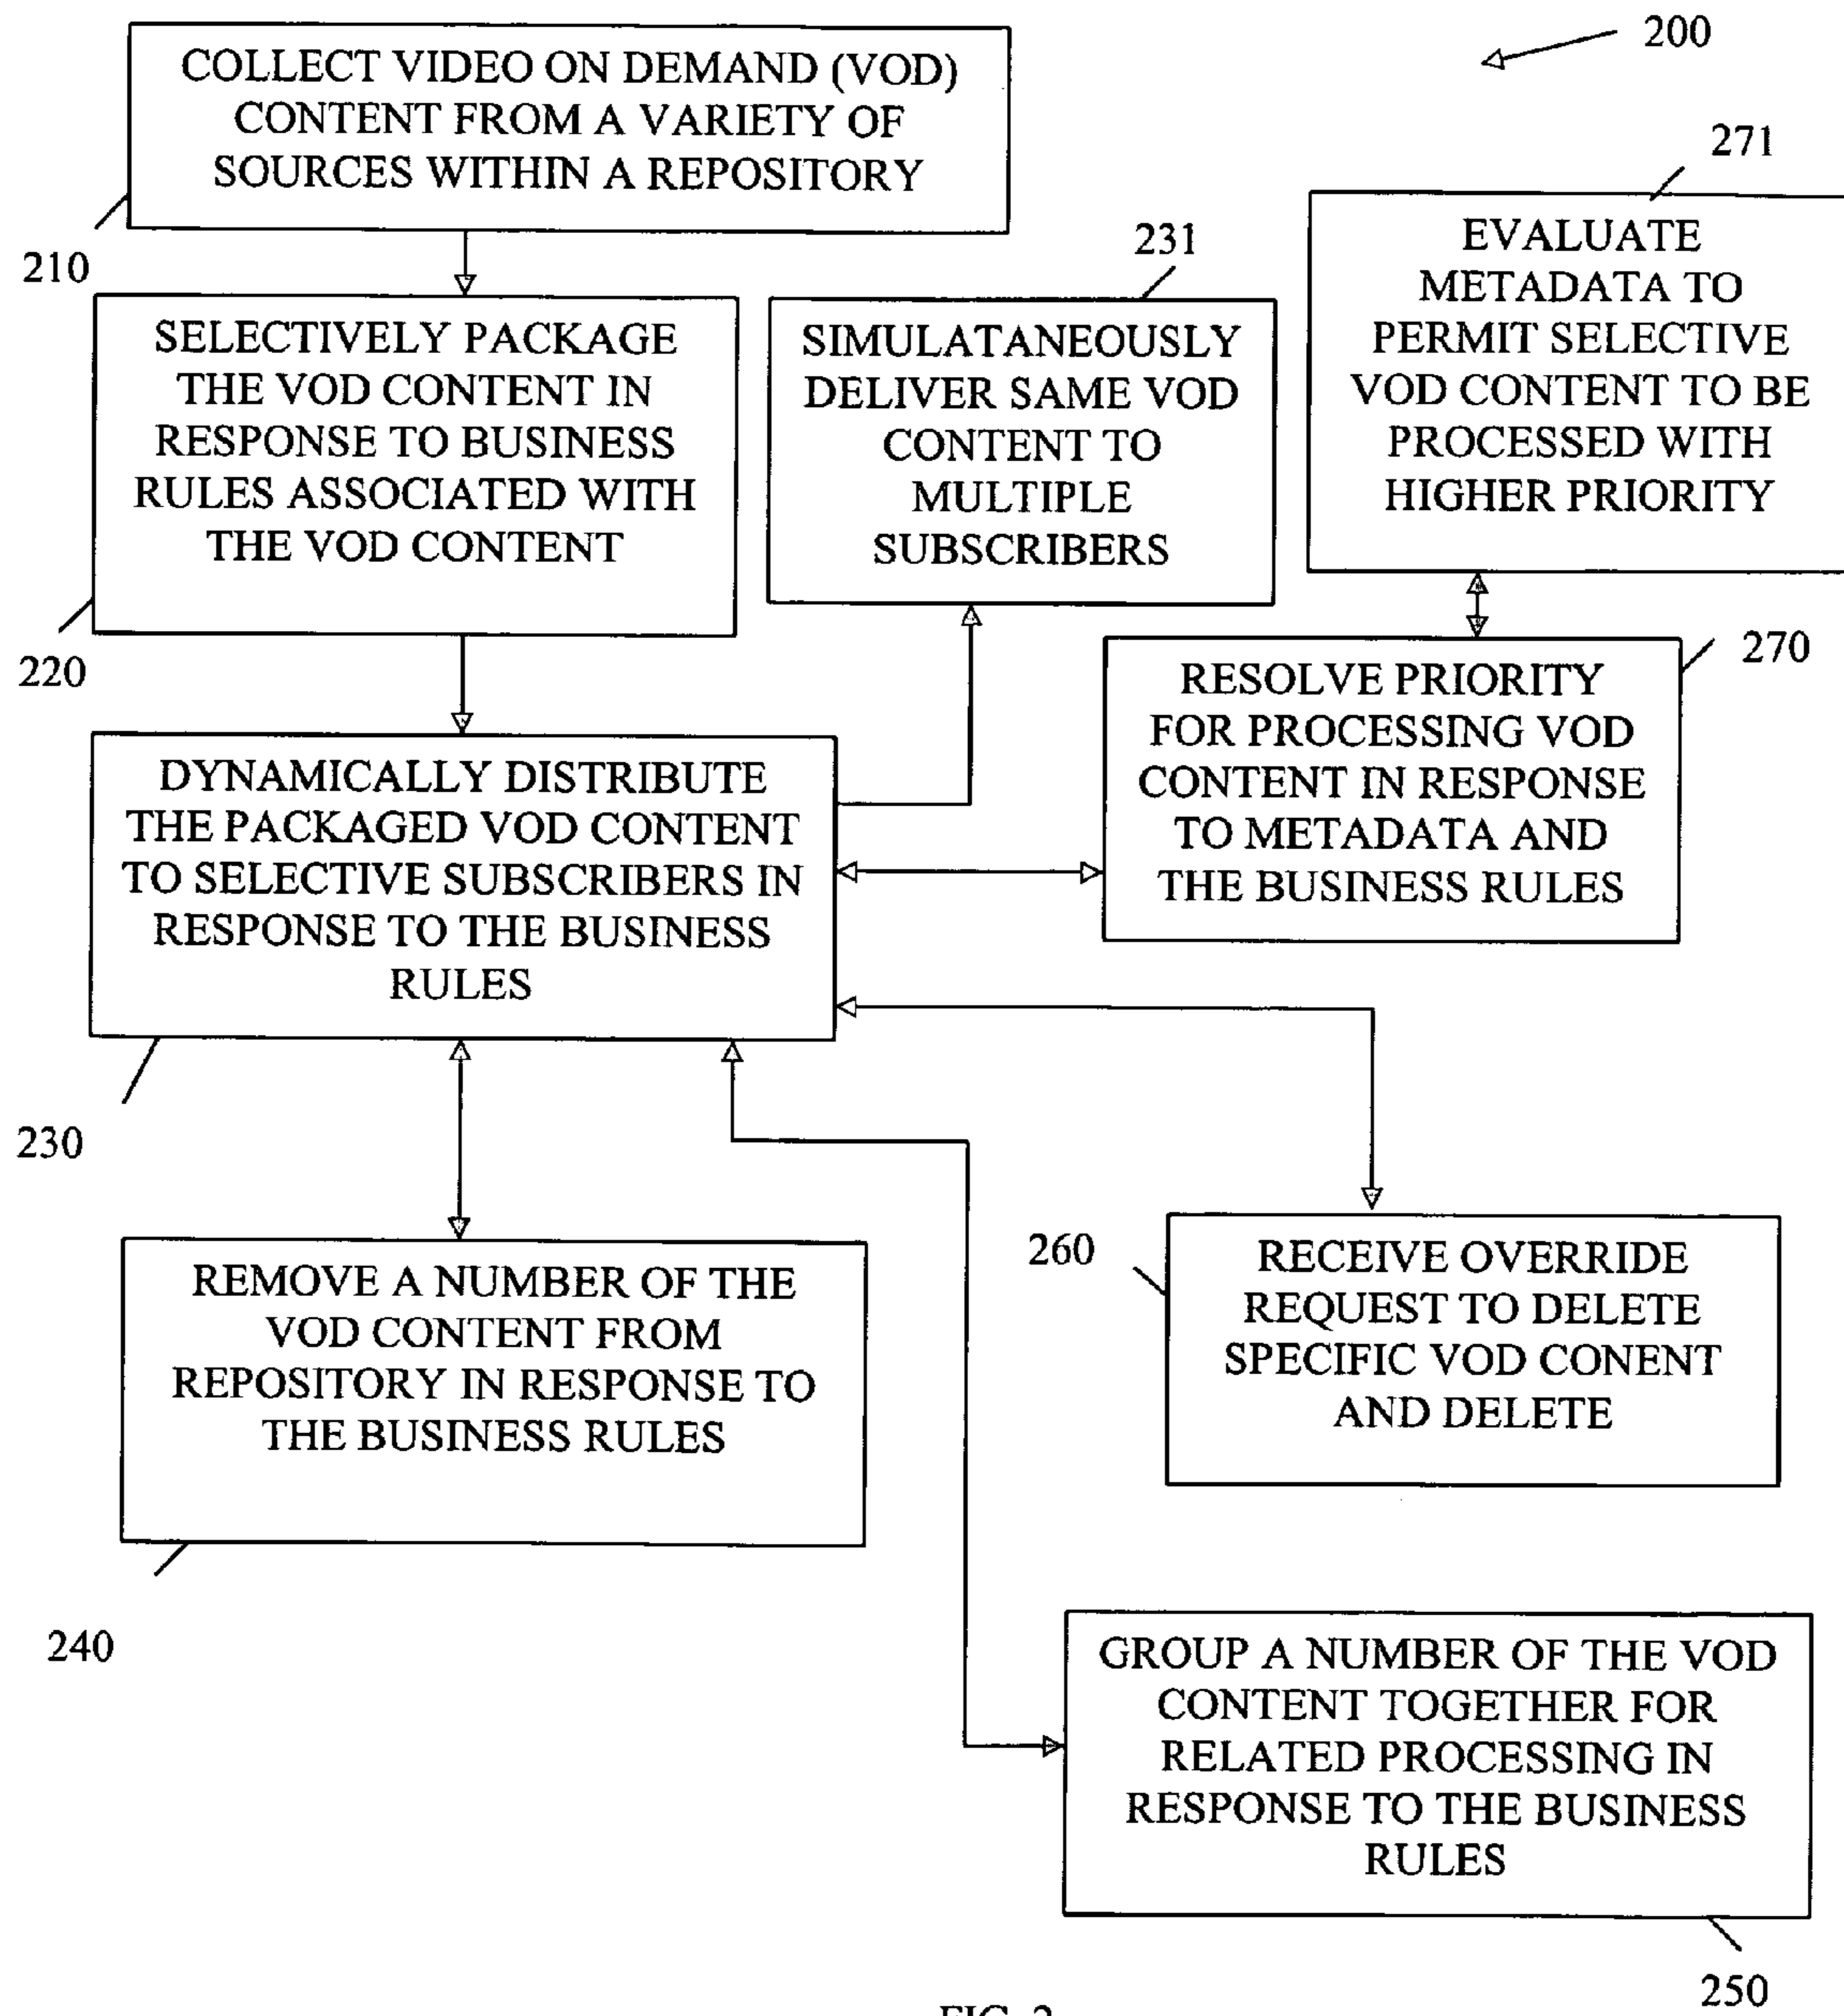 200
COLLECT VIDEO ON DEMAND (VOD)
CONTENT FROM A VARIETY OF
SOURCES WITHIN A REPOSITORY
210
271
EVALUATE
METADATA TO
PERMIT SELECTIVE
VOD CONTENT TO BE
PROCESSED WITH
HIGHER PRIORITY
231
SIMULATANEOUSLY
DELIVER SAME VOD
CONTENT TO
MULTIPLE
SUBSCRIBERS
SELECTIVELY PACKAGE
THE VOD CONTENT IN
RESPONSE TO BUSINESS
RULES ASSOCIATED WITH
THE VOD CONTENT
220
270
RESOLVE PRIORITY
FOR PROCESSING VOD
CONTENT IN RESPONSE
TO METADATA AND
THE BUSINESS RULES
DYNAMICALLY DISTRIBUTE
THE PACKAGED VOD CONTENT
TO SELECTIVE SUBSCRIBERS IN
RESPONSE TO THE BUSINESS
RULES
230
REMOVE A NUMBER OF THE
VOD CONTENT FROM
REPOSITORY IN RESPONSE TO
THE BUSINESS RULES
240
260
RECEIVE OVERRIDE
REQUEST TO DELETE
SPECIFIC VOD CONENT
AND DELETE
GROUP A NUMBER OF THE VOD
CONTENT TOGETHER FOR
RELATED PROCESSING IN
RESPONSE TO THE BUSINESS
RULES
250
FIG. 2